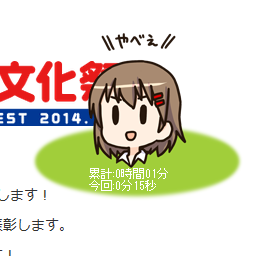 \\やべぇ//
文化祭
EST 2014.
累計:0時間01分
今回:0分15秒
します！
彰します。